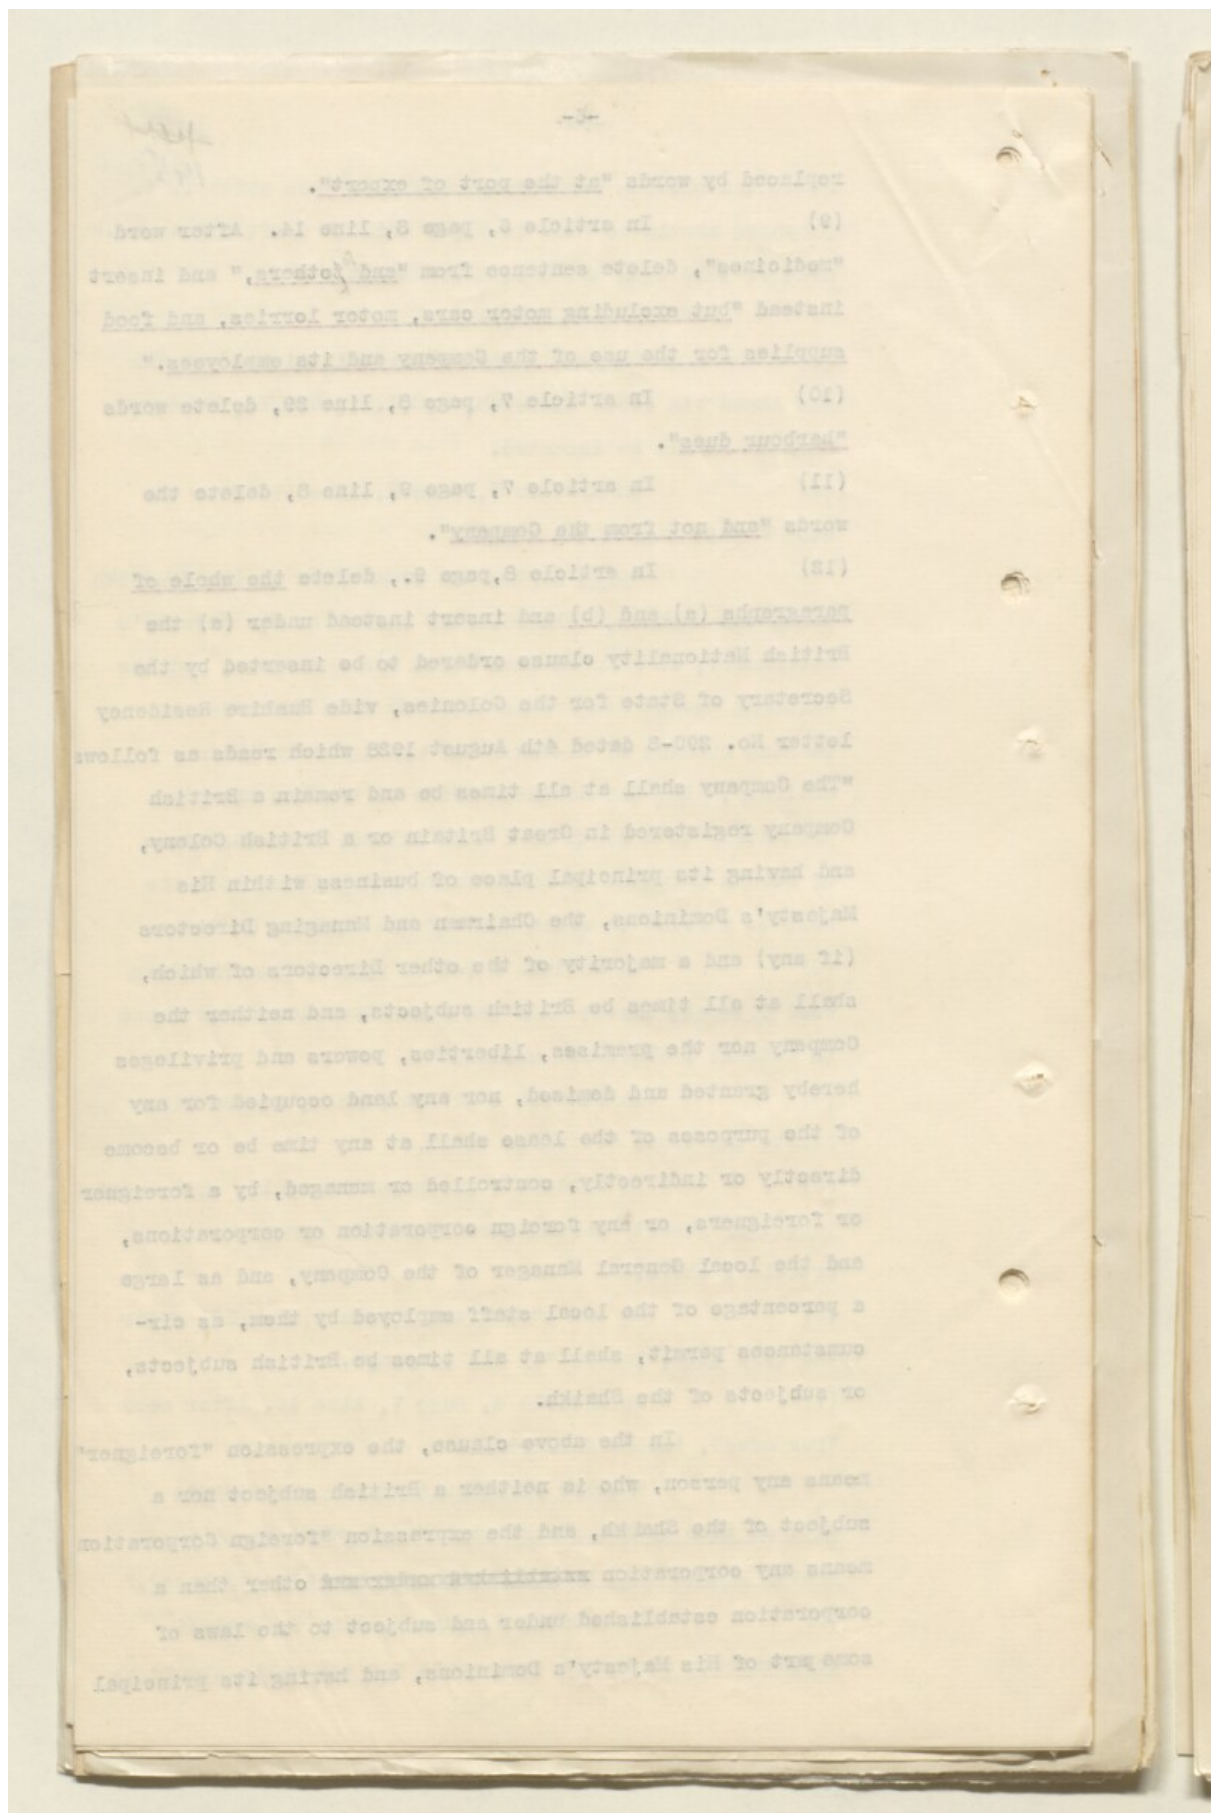 -2-
replaced by words "at the port of export".
(9) In article 6, page 8, line 14. After word
"medicines", delete sentence from "and others," and insert
instead "but excluding motor cars, motor lorries, and food
supplies for the use of the Company and its employees."
(10) In article 7, page 8, line 29, delete words
"harbour dues".
(11) In article 7, page 9, line 8, delete the
words "and not from the Company".
(12) In article 8,page 9., delete the whole of
paragraphs (a) and (b) and insert instead under (a) the
British Nationality clause ordered to be inserted by the
Secretary of State for the Colonies, vide Bushire Residency
letter No. 290-S dated 4th August 1928 which reads as follows
"The Company shall at all times be and remain a British
Company registered in Great Britain or a British Colony,
and having its principal place of business within His
Majesty's Dominions, the Chairman and Managing Directors
(if any) and a majority of the other Directors of which,
shall at all times be British subjects, and neither the
Company nor the premises, liberties, powers and privileges
hereby granted and demised, nor any land occupied for any
of the purposes of the lease shall at any time be or become
directly or indirectly, controlled or managed, by a foreigner
or foreigners, or any foreign corporation or corporations,
and the local General Manager of the Company, and as large
a percentage of the local staff employed by them, as cir-
cumstances permit, shall at all times be British subjects,
or subjects of the Shaikh.
In the above clause, the expression "foreigner"
means any person, who is neither a British subject nor a
subject of the Shaikh, and the expression "foreign Corporation
means any corporation other than a
corporation established under and subject to the laws of
some part of His Majesty's Dominions, and having its principal